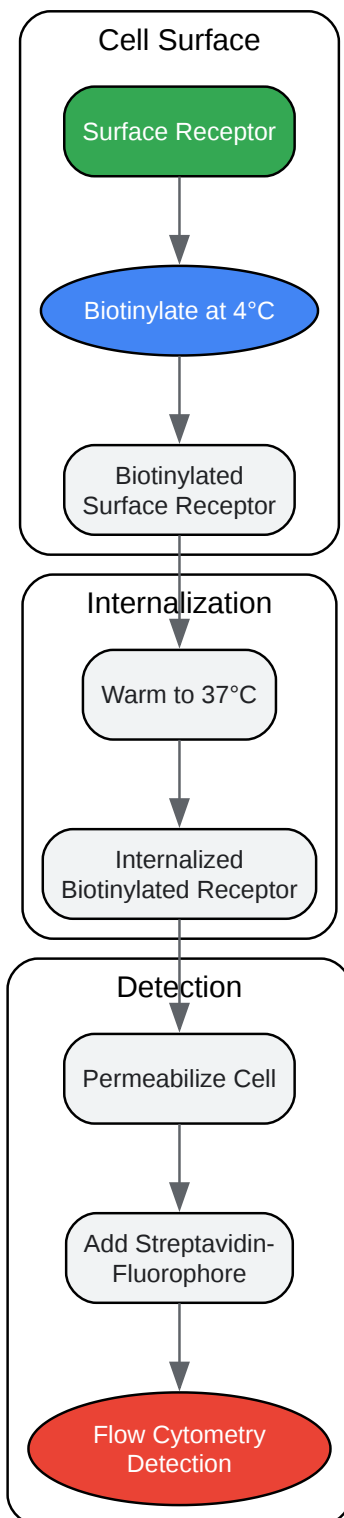 Cell Surface
Surface Receptor
Biotinylate at 4°C
Biotinylated
Surface Receptor
Internalization
Warm to 37°C
Internalized
Biotinylated Receptor
Detection
Permeabilize Cell
Add Streptavidin-
Fluorophore
Flow Cytometry
Detection